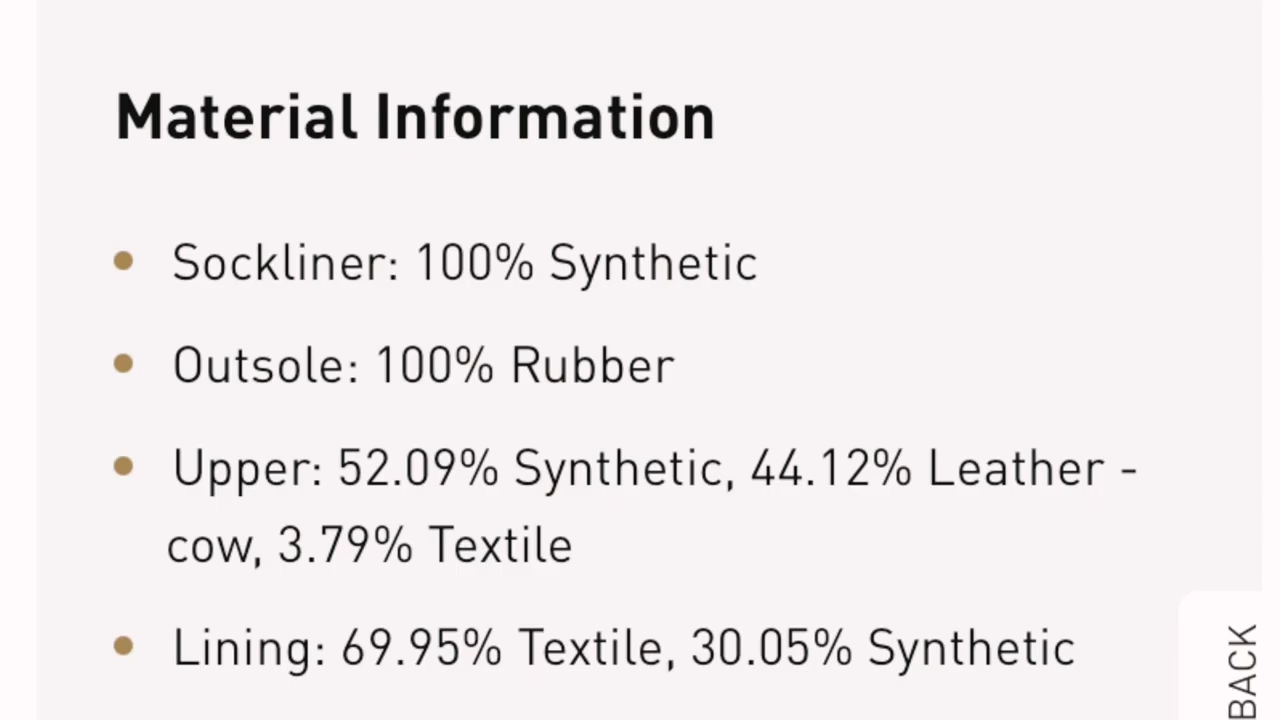 Material Information
Sockliner: 100% Synthetic
Outsole: 100% Rubber
Upper: 52.09% Synthetic, 44.12% Leather -
cow, 3.79% Textile
Lining: 69.95% Textile, 30.05% Synthetic
BACK